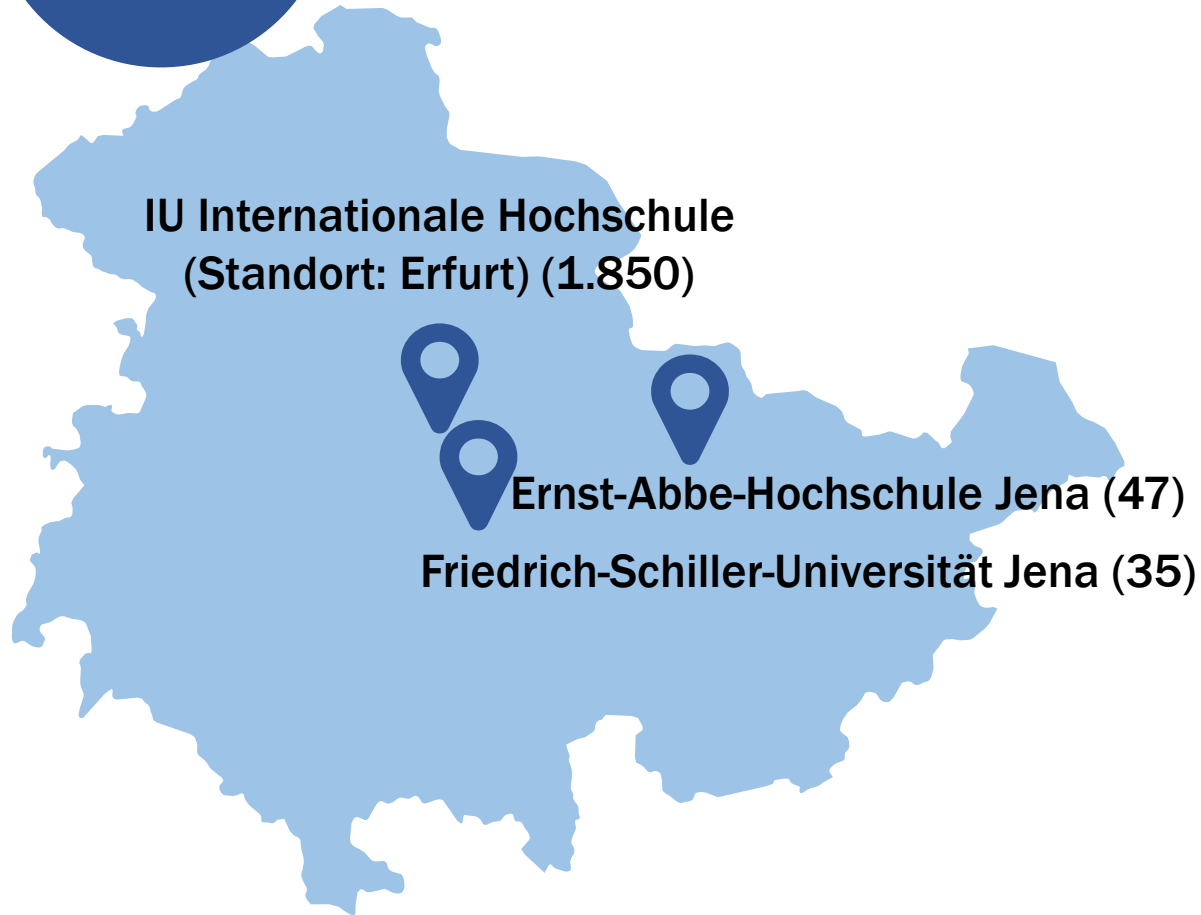 IU Internationale Hochschule
(Standort: Erfurt) (1.850)
Ernst-Abbe-Hochschule Jena (47)
Friedrich-Schiller-Universität Jena (35)